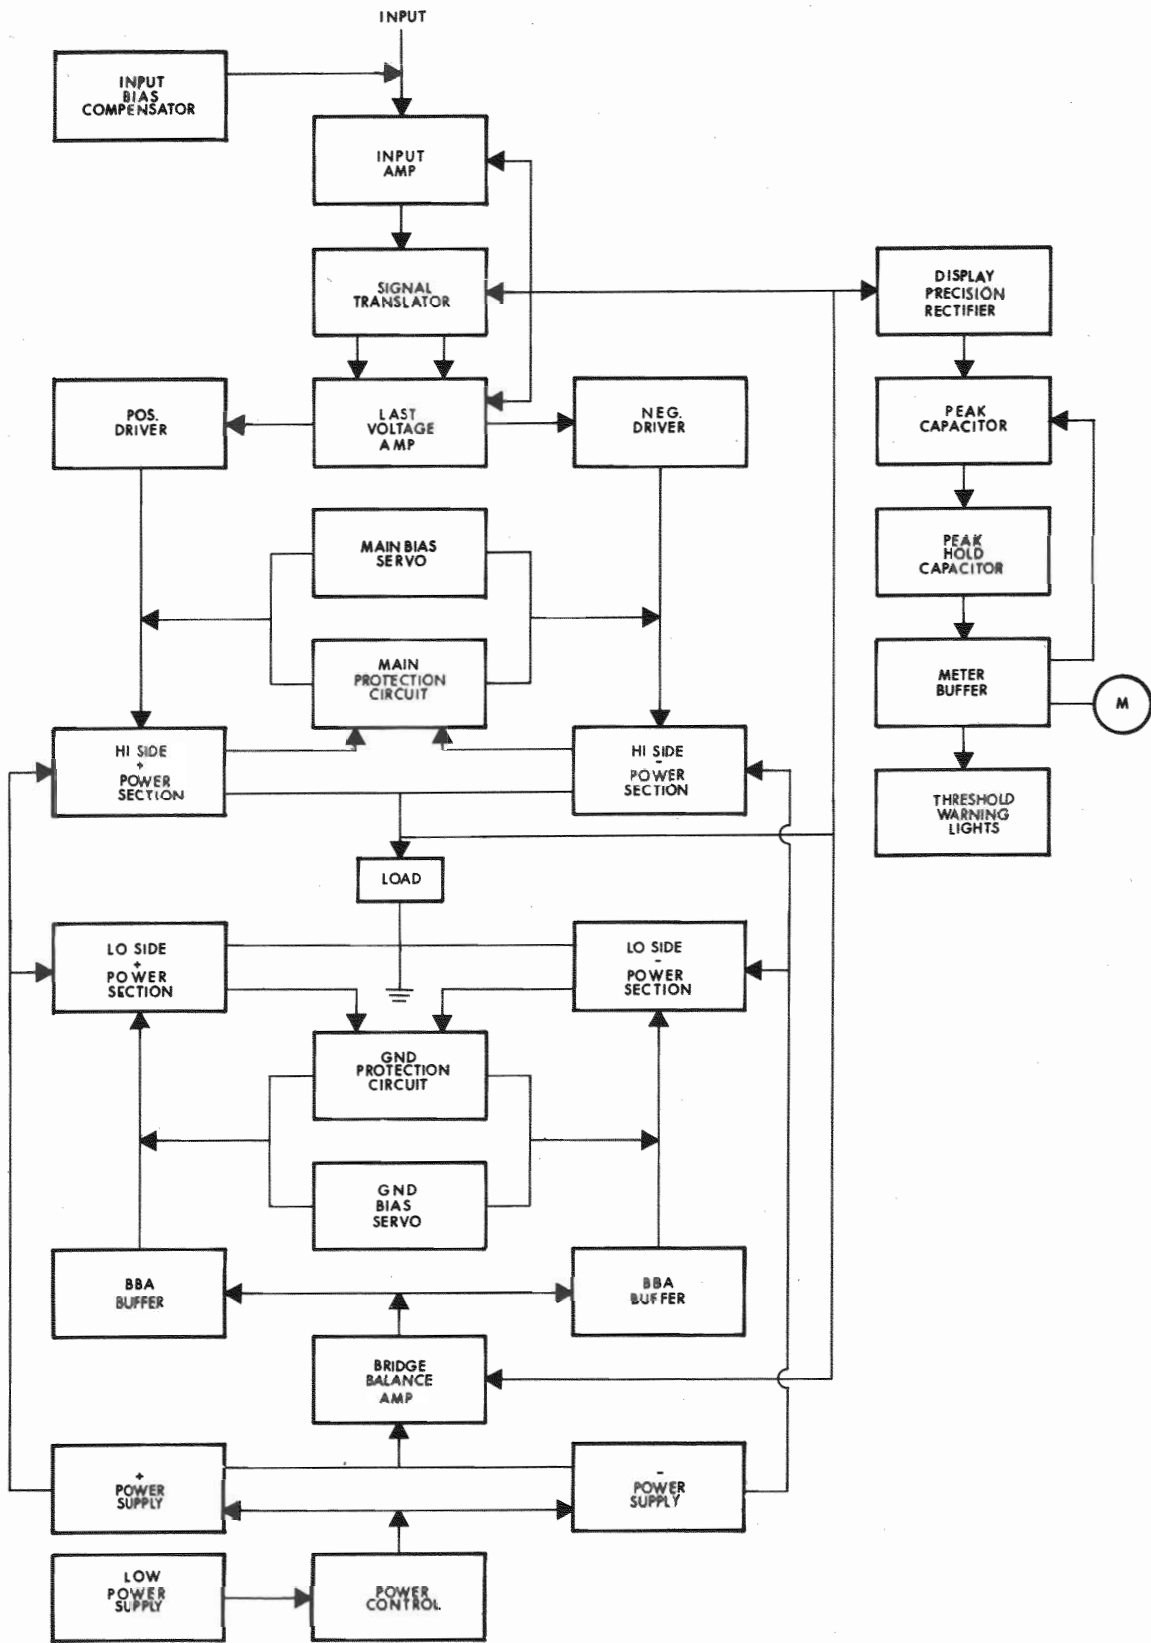 INPUT
INPUT
BIAS
COMPENSATOR
INPUT
AMP
SIGNAL
TRANSLATOR
DISPLAY
PRECISION
RECTIFIER
POS.
DRIVER
LAST
VOLTAGE
AMP
NEG.
DRIVER
PEAK
CAPACITOR
MAIN BIAS
SERVO
PEAK
HOLD
CAPACITOR
MAIN
PROTECTION
CIRCUIT
METER
BUFFER
M
HI SIDE
+
POWER
SECTION
HI SIDE
-
POWER
SECTION
THRESHOLD
WARNING
LIGHTS
LOAD
LO SIDE
+
POWER
SECTION
LO SIDE
-
POWER
SECTION
GND
PROTECTION
CIRCUIT
GND
BIAS
SERVO
BBA
BUFFER
BBA
BUFFER
BRIDGE
BALANCE
AMP
+
POWER
SUPPLY
-
POWER
SUPPLY
LOW
POWER
SUPPLY
POWER
CONTROL